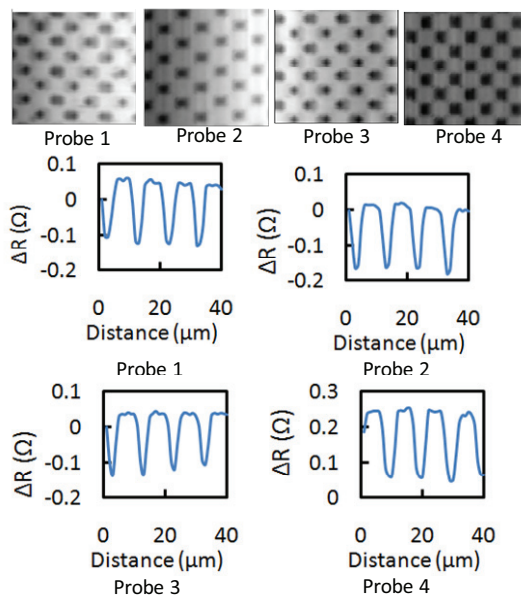 Probe 1
Probe 2
Probe 3
Probe 4
0.1
0
-0.1
-0.2
ΔR (Ω)
0 20 40
Distance (μm)
Probe 1
0.1
0
-0.1
-0.2
ΔR (Ω)
0 20 40
Distance (μm)
Probe 2
0.1
0
-0.1
-0.2
ΔR (Ω)
0 20 40
Distance (μm)
Probe 3
0.3
0.2
0.1
0
ΔR (Ω)
0 20 40
Distance (μm)
Probe 4